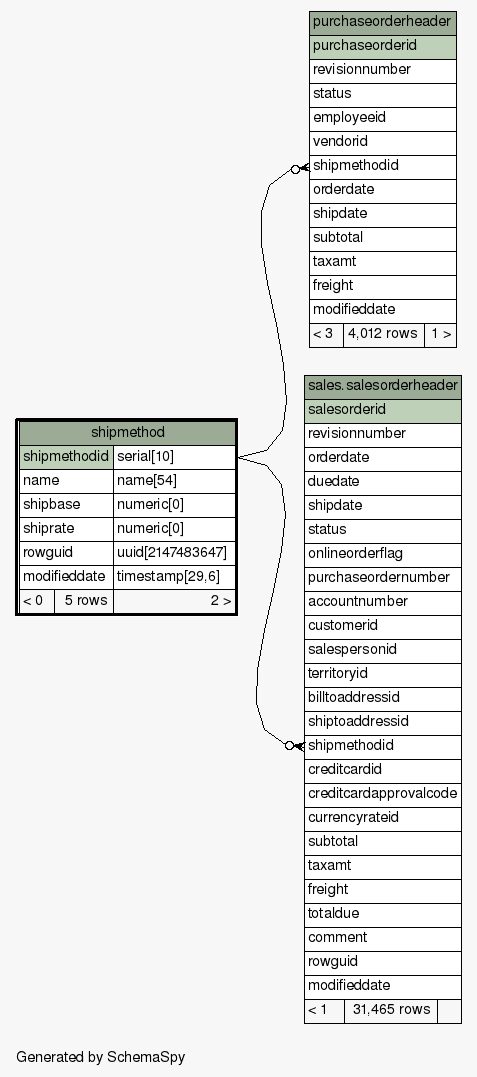 purchaseorderheader
purchaseorderid
revisionnumber
status
employeeid
vendorid
shipmethodid
orderdate
shipdate
subtotal
taxamt
freight
modifieddate
< 3 4,012 rows 1 >
sales.salesorderheader
salesorderid
revisionnumber
orderdate
duedate
shipdate
status
onlineorderflag
purchaseordernumber
accountnumber
customerid
salespersonid
territoryid
billtoaddressid
shiptoaddressid
shipmethodid
creditcardid
creditcardapprovalcode
currencyrateid
subtotal
taxamt
freight
totaldue
comment
rowguid
modifieddate
< 1 31,465 rows
shipmethod
shipmethodid serial[10]
name name[54]
shipbase numeric[0]
shiprate numeric[0]
rowguid uuid[2147483647]
modifieddate timestamp[29,6]
< 0 5 rows 2 >
Generated by SchemaSpy